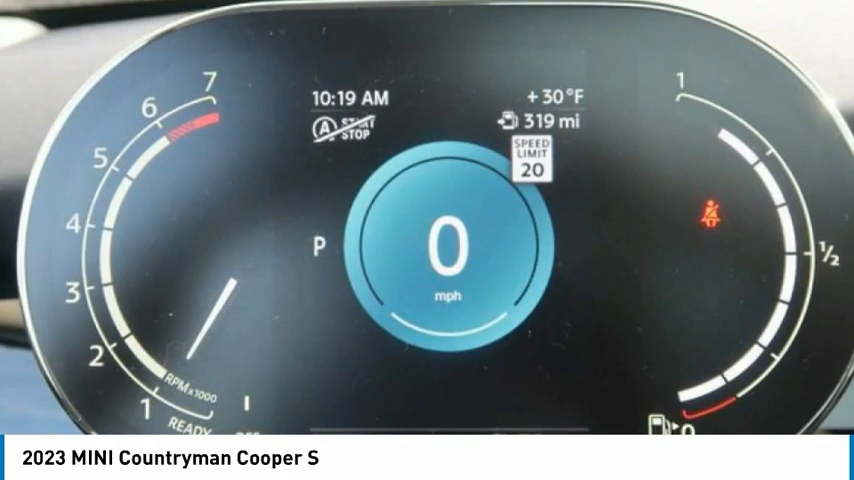 7
6
5
4
3
2
1
RPM x1000
READY
10:19 AM
+30°F
A START STOP
319 mi
SPEED
LIMIT
20
P
0
mph
1
1/2
0
2023 MINI Countryman Cooper S